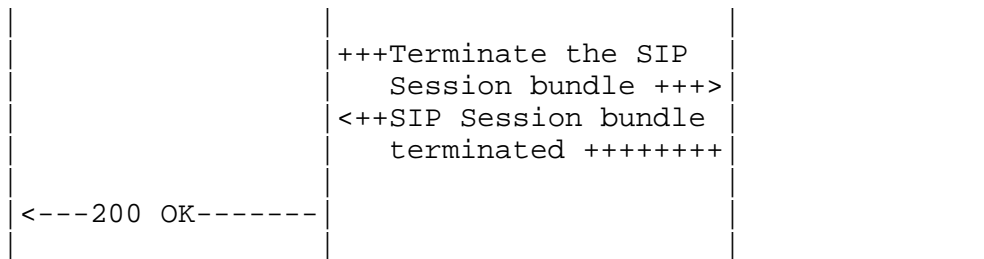 |                 |                     |
|                 |+++Terminate the SIP |
|                 |   Session bundle +++>|
|                 |<++SIP Session bundle |
|                 |   terminated ++++++++|
|                 |                     |
|<---200 OK-------|                     |
|                 |                     |